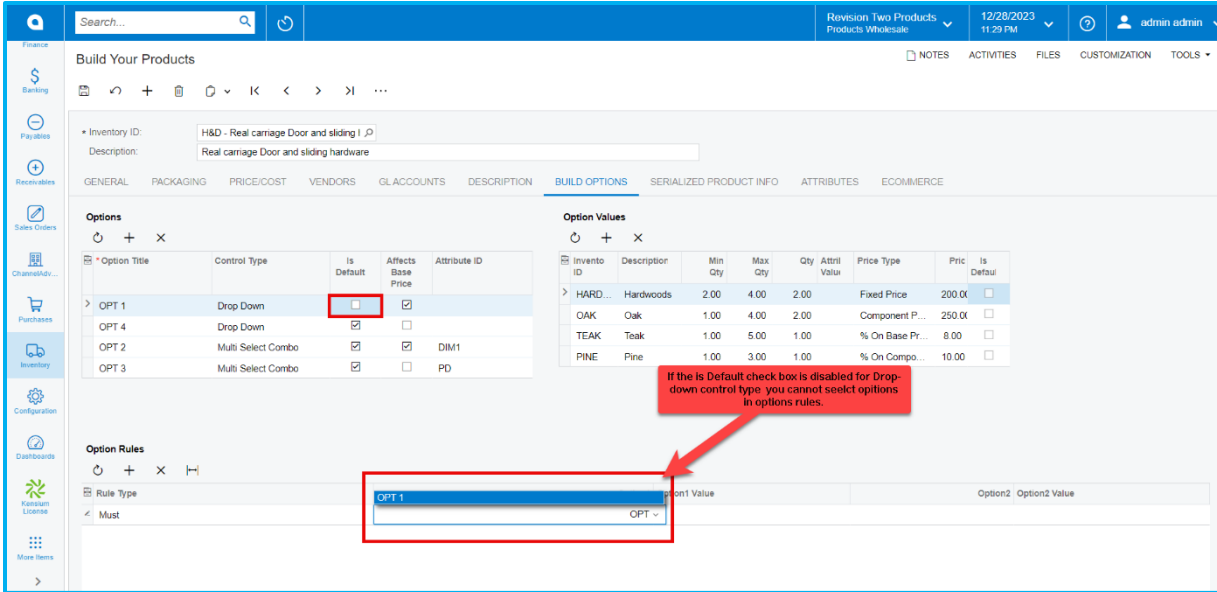 Search...
Revision Two Products
Products Wholesale
12/28/2023
11:29 PM
admin admin
Finance
Banking
Payables
Receivables
Sales Orders
ChannelAdv...
Purchases
Inventory
Configuration
Dashboards
Kensium
License
More Items
Build Your Products
NOTES ACTIVITIES FILES CUSTOMIZATION TOOLS
* Inventory ID: H&D - Real carriage Door and sliding l
Description: Real carriage Door and sliding hardware
GENERAL PACKAGING PRICE/COST VENDORS GL ACCOUNTS DESCRIPTION BUILD OPTIONS SERIALIZED PRODUCT INFO ATTRIBUTES ECOMMERCE
Options
* Option Title Control Type Is Default Affects Base Price Attribute ID
OPT 1 Drop Down
OPT 4 Drop Down
OPT 2 Multi Select Combo DIM1
OPT 3 Multi Select Combo PD
Option Values
Invento ID Description Min Qty Max Qty Qty Attril Value Price Type Pric Is Defaul
HARD... Hardwoods 2.00 4.00 2.00 Fixed Price 200.00
OAK Oak 1.00 4.00 2.00 Component P... 250.00
TEAK Teak 1.00 5.00 1.00 % On Base Pr... 8.00
PINE Pine 1.00 3.00 1.00 % On Compo... 10.00
If the is Default check box is disabled for Drop-
down control type you cannot seelct opitions
in options rules.
Option Rules
Rule Type Option1 Value Option2 Option2 Value
OPT 1
Must OPT